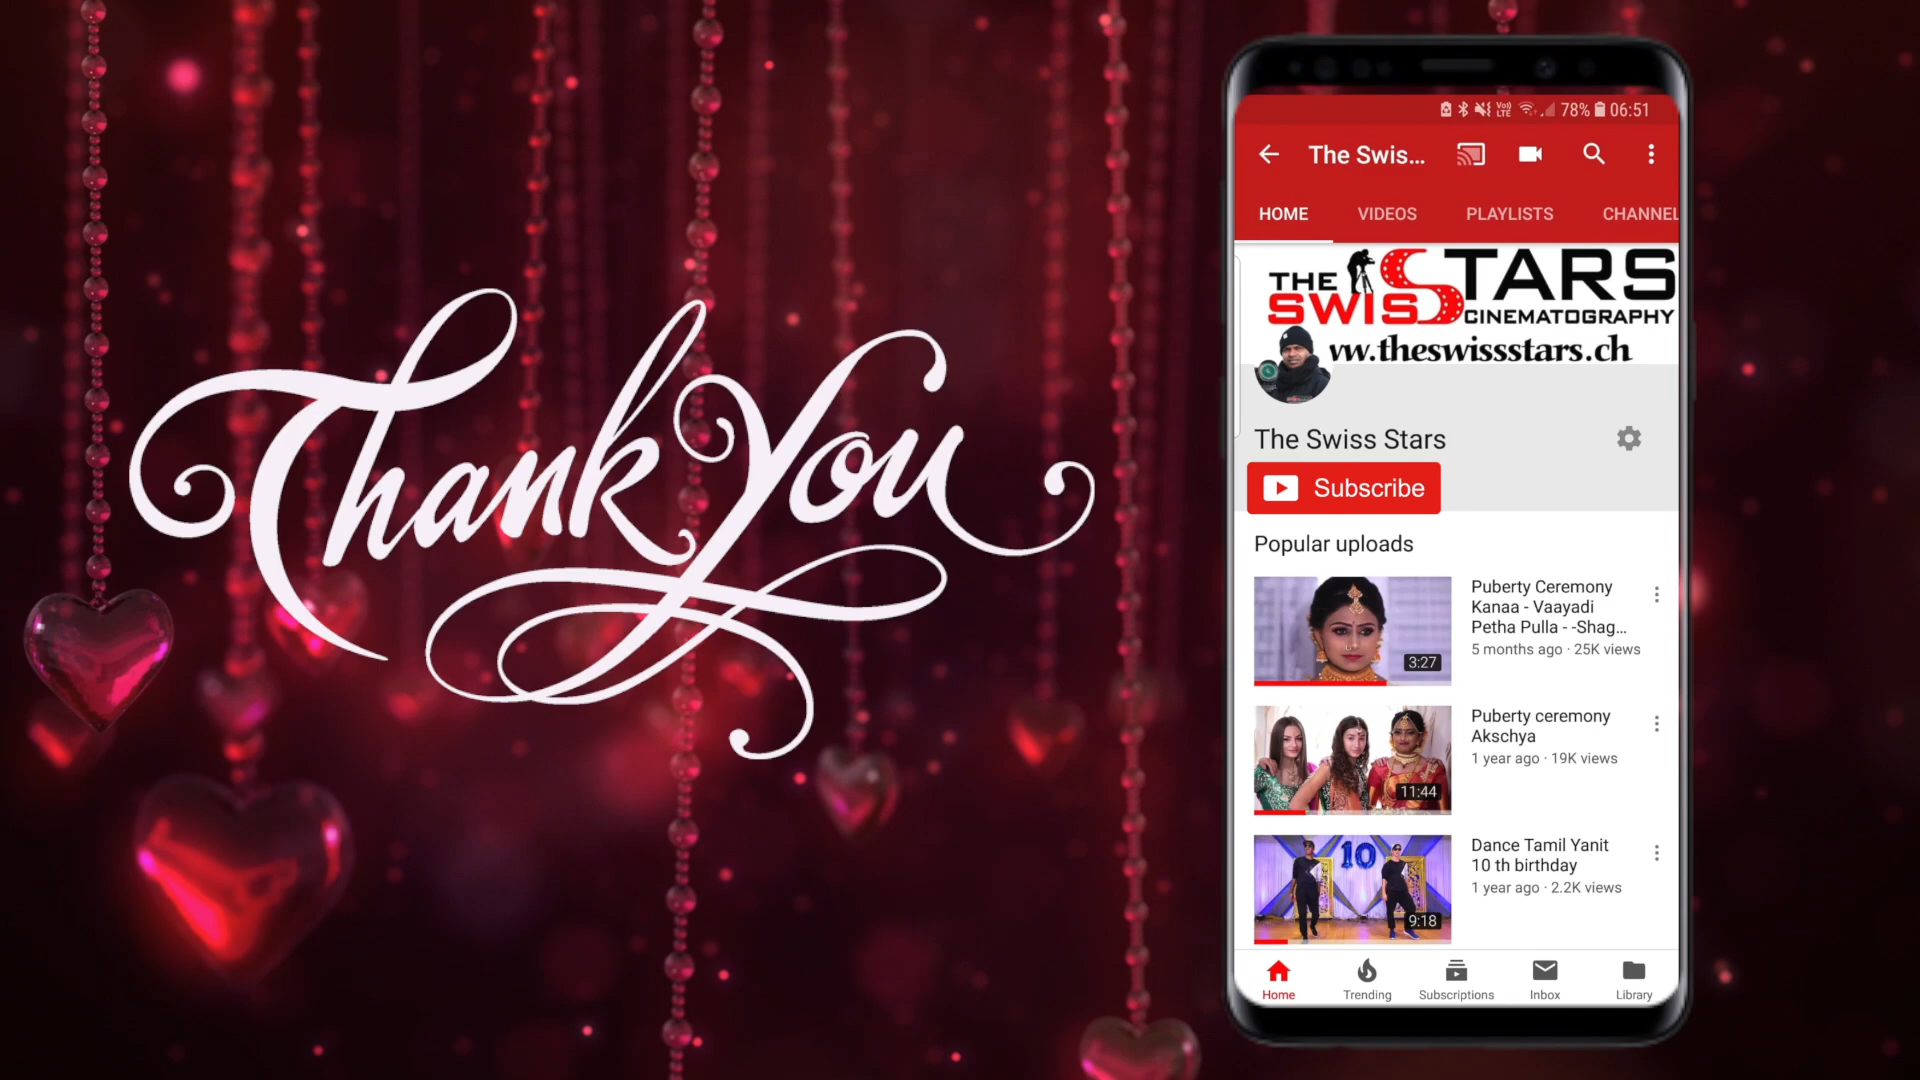 Thank You
78% 06:51
The Swis...
HOME VIDEOS PLAYLISTS CHANNEL
THE STARS
SWISS
CINEMATOGRAPHY
vw.theswissstars.ch
The Swiss Stars
Subscribe
Popular uploads
Puberty Ceremony
Kanaa - Vaayadi
Petha Pulla - -Shag...
5 months ago · 25K views
3:27
Puberty ceremony
Akschya
1 year ago · 19K views
11:44
Dance Tamil Yanit
10 th birthday
1 year ago · 2.2K views
10
9:18
Home Trending Subscriptions Inbox Library